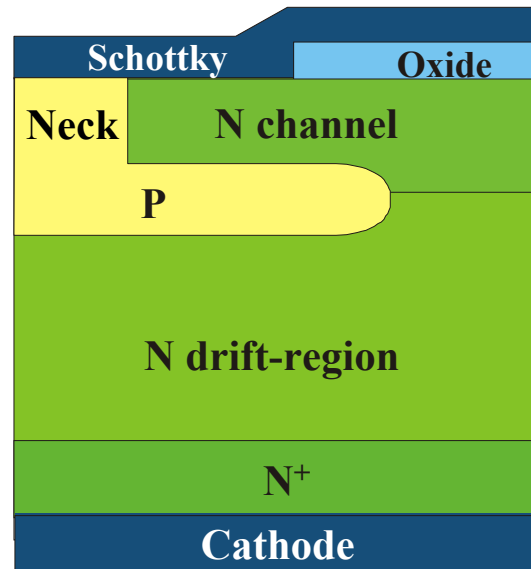 Schottky
Oxide
Neck
N channel
P
N drift-region
N⁺
Cathode